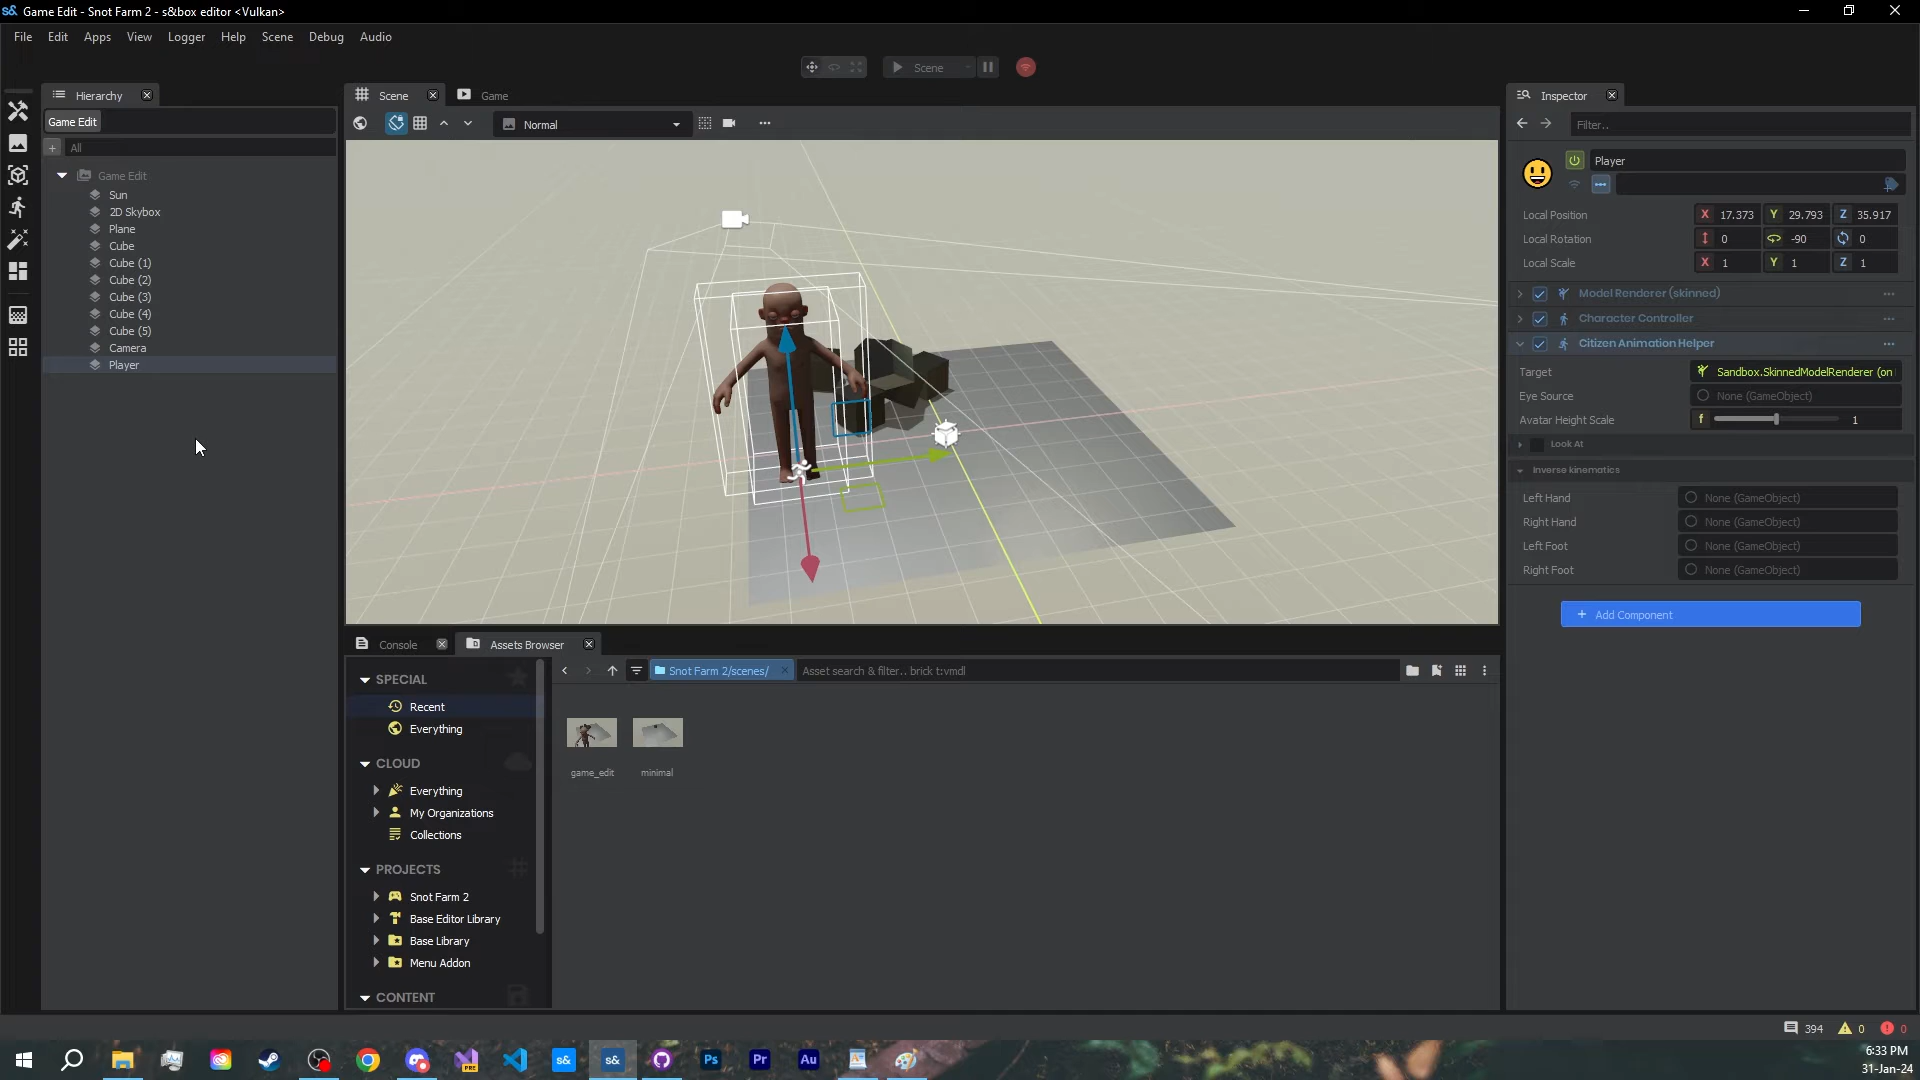 s& Game Edit - Snot Farm 2 - s&box editor <Vulkan>
File Edit Apps View Logger Help Scene Debug Audio
Scene
Hierarchy
Game Edit
+ All
Game Edit
Sun
2D Skybox
Plane
Cube
Cube (1)
Cube (2)
Cube (3)
Cube (4)
Cube (5)
Camera
Player
Scene Game
Normal
Console Assets Browser
SPECIAL
Recent
Everything
CLOUD
Everything
My Organizations
Collections
PROJECTS
Snot Farm 2
Base Editor Library
Base Library
Menu Addon
CONTENT
Snot Farm 2/scenes/ Asset search & filter.. brick t:vmdl
game_edit minimal
Inspector
Filter..
Player
Local Position X 17.373 Y 29.793 Z 35.917
Local Rotation 0 -90 0
Local Scale X 1 Y 1 Z 1
Model Renderer (skinned)
Character Controller
Citizen Animation Helper
Target Sandbox.SkinnedModelRenderer (on
Eye Source None (GameObject)
Avatar Height Scale f 1
Look At
Inverse kinematics
Left Hand None (GameObject)
Right Hand None (GameObject)
Left Foot None (GameObject)
Right Foot None (GameObject)
+ Add Component
394 0 0
PRE s& s& Ps Pr Au
6:33 PM
31-Jan-24